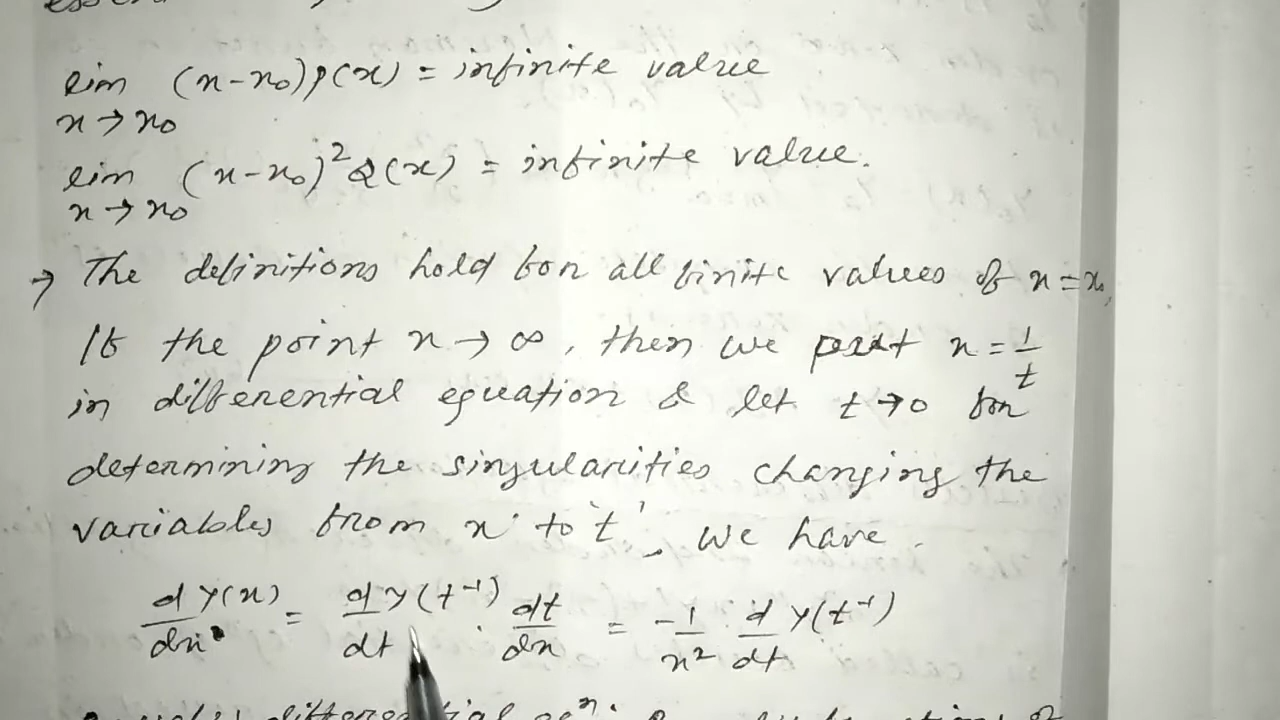 lim (x-x₀) P(x) = infinite value
x → x₀
lim (x-x₀)² Q(x) = infinite value.
x → x₀
→ The definitions hold for all finite values of x = x₀,
If the point x → ∞, then we put x = 1/t
in differential equation & let t → 0 for
determining the singularities changing the
variables from x to 't', we have.
dy(x)/dx = dy(t⁻¹)/dt . dt/dx = -1/x² d/dt y(t⁻¹)